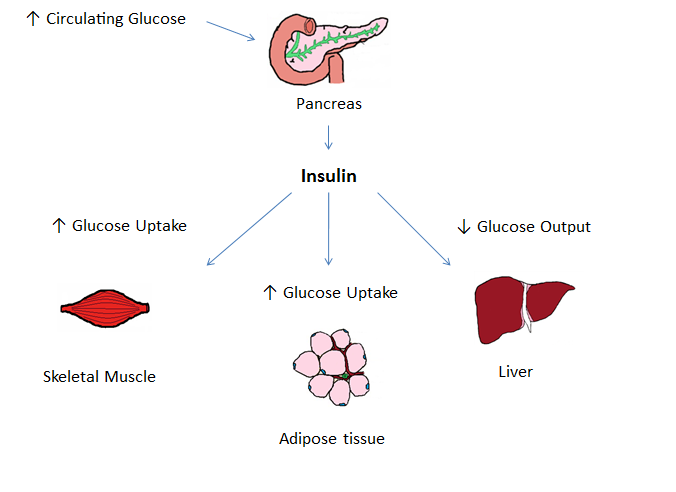 ↑ Circulating Glucose
Pancreas
Insulin
↑ Glucose Uptake
↓ Glucose Output
↑ Glucose Uptake
Skeletal Muscle
Liver
Adipose tissue